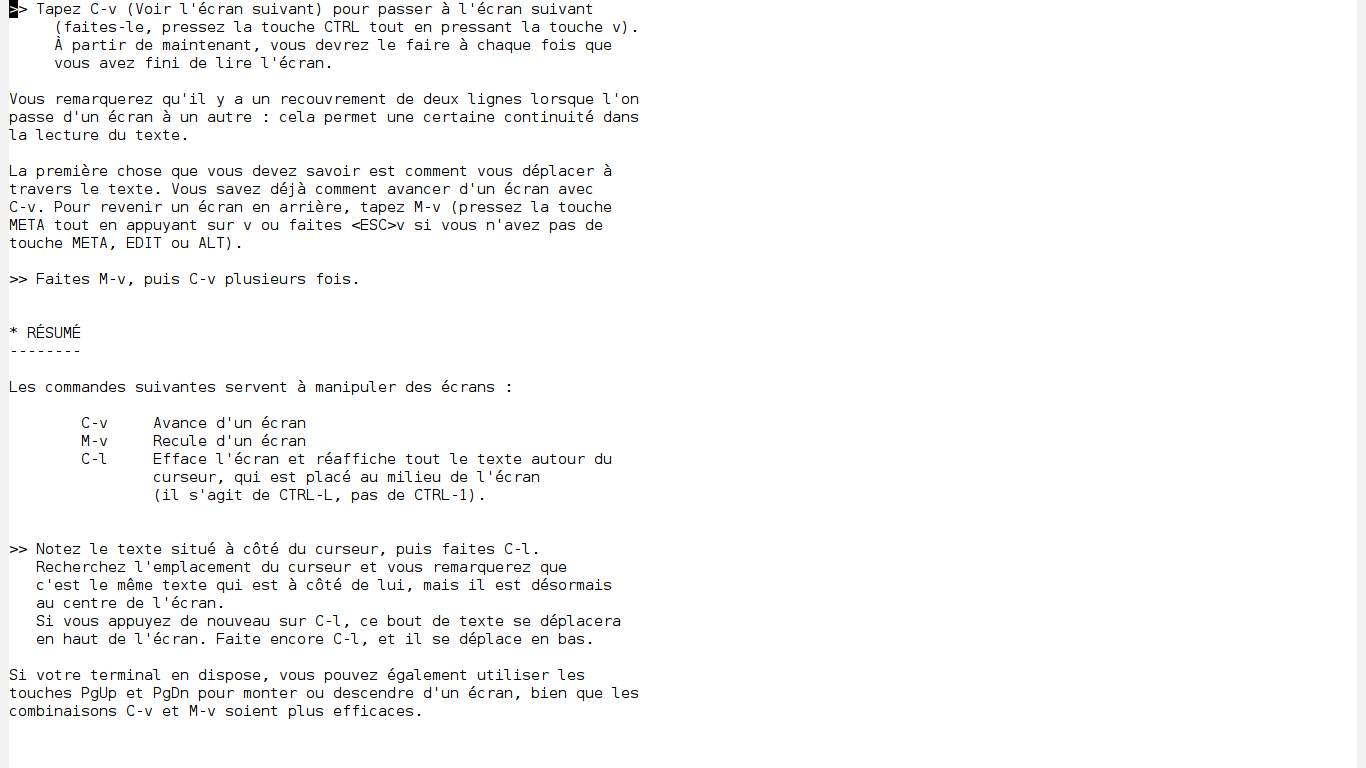 >> Tapez C-v (Voir l'écran suivant) pour passer à l'écran suivant
(faites-le, pressez la touche CTRL tout en pressant la touche v).
À partir de maintenant, vous devrez le faire à chaque fois que
vous avez fini de lire l'écran.
Vous remarquerez qu'il y a un recouvrement de deux lignes lorsque l'on
passe d'un écran à un autre : cela permet une certaine continuité dans
la lecture du texte.
La première chose que vous devez savoir est comment vous déplacer à
travers le texte. Vous savez déjà comment avancer d'un écran avec
C-v. Pour revenir un écran en arrière, tapez M-v (pressez la touche
META tout en appuyant sur v ou faites <ESC>v si vous n'avez pas de
touche META, EDIT ou ALT).
>> Faites M-v, puis C-v plusieurs fois.
* RÉSUMÉ
--------
Les commandes suivantes servent à manipuler des écrans :
C-v Avance d'un écran
M-v Recule d'un écran
C-l Efface l'écran et réaffiche tout le texte autour du
curseur, qui est placé au milieu de l'écran
(il s'agit de CTRL-L, pas de CTRL-1).
>> Notez le texte situé à côté du curseur, puis faites C-l.
Recherchez l'emplacement du curseur et vous remarquerez que
c'est le même texte qui est à côté de lui, mais il est désormais
au centre de l'écran.
Si vous appuyez de nouveau sur C-l, ce bout de texte se déplacera
en haut de l'écran. Faite encore C-l, et il se déplace en bas.
Si votre terminal en dispose, vous pouvez également utiliser les
touches PgUp et PgDn pour monter ou descendre d'un écran, bien que les
combinaisons C-v et M-v soient plus efficaces.